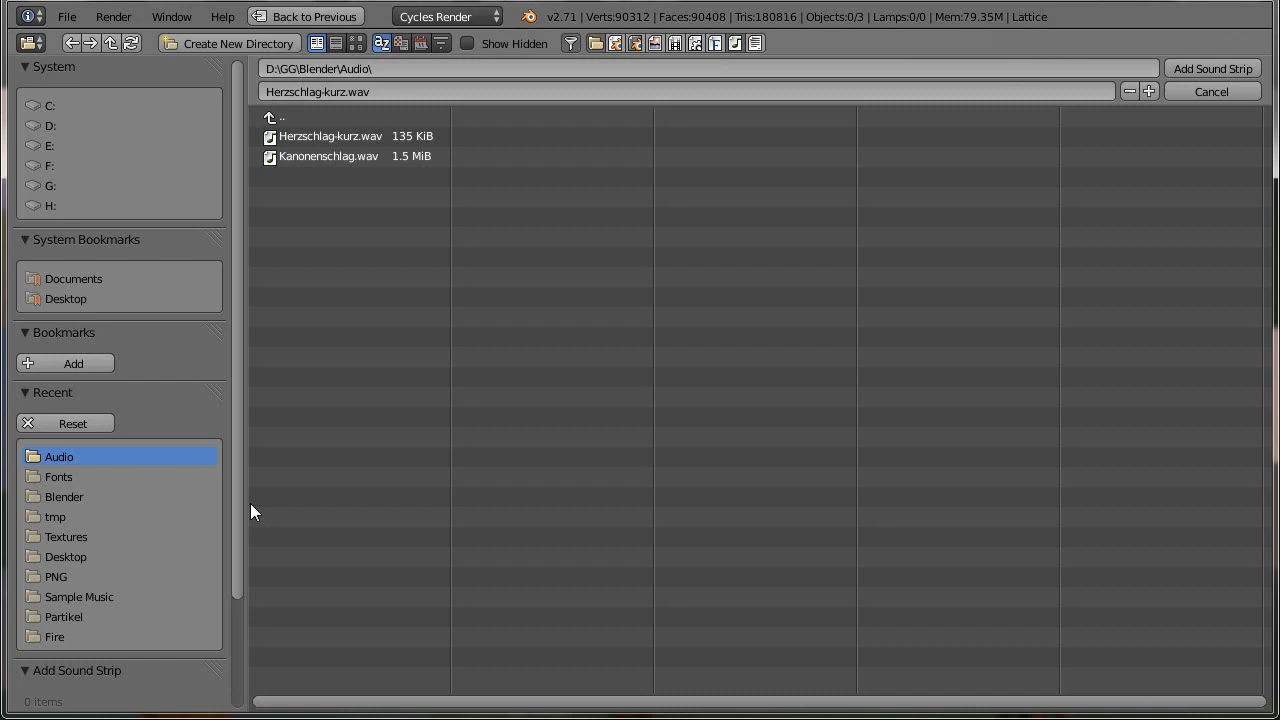 File Render Window Help Back to Previous Cycles Render v2.71 | Verts:90312 | Faces:90408 | Tris:180816 | Objects:0/3 | Lamps:0/0 | Mem:79.35M | Lattice
Create New Directory Show Hidden
System
C:
D:
E:
F:
G:
H:
System Bookmarks
Documents
Desktop
Bookmarks
Add
Recent
Reset
Audio
Fonts
Blender
tmp
Textures
Desktop
PNG
Sample Music
Partikel
Fire
Add Sound Strip
0 items
D:\GG\Blender\Audio\ Add Sound Strip
Herzschlag-kurz.wav Cancel
..
Herzschlag-kurz.wav 135 KiB
Kanonenschlag.wav 1.5 MiB